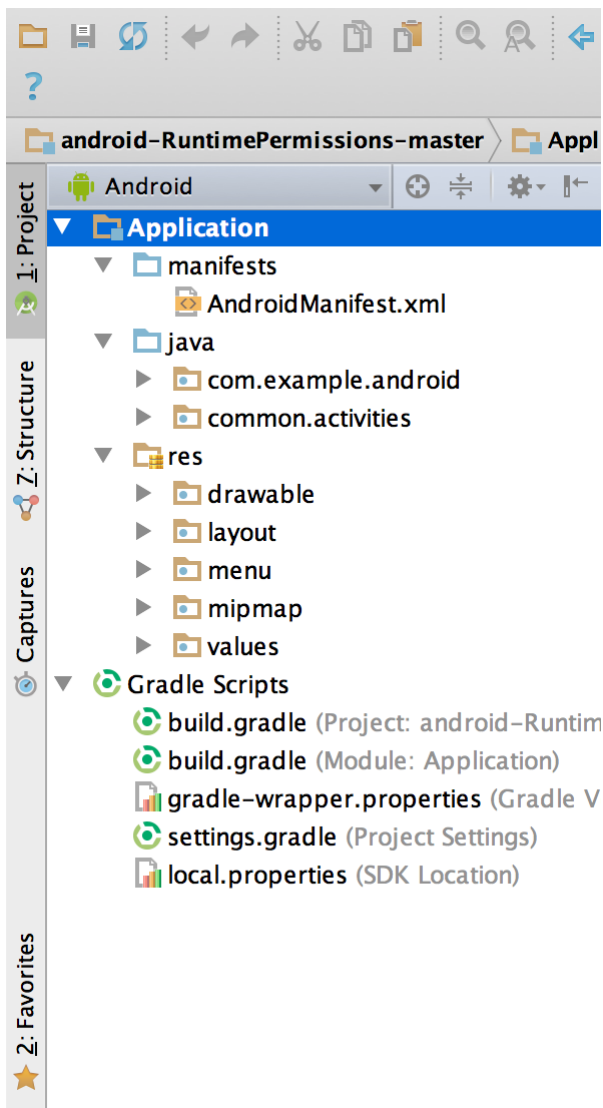 ?
android-RuntimePermissions-master
Appl
Android
1: Project
7: Structure
Captures
2: Favorites
Application
manifests
AndroidManifest.xml
java
com.example.android
common.activities
res
drawable
layout
menu
mipmap
values
Gradle Scripts
build.gradle (Project: android-Runtim
build.gradle (Module: Application)
gradle-wrapper.properties (Gradle V
settings.gradle (Project Settings)
local.properties (SDK Location)